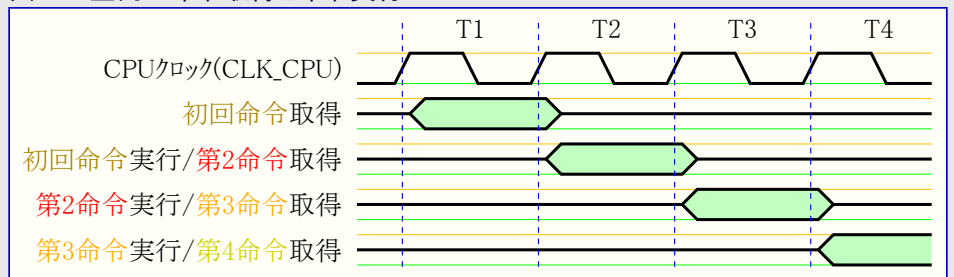 T1 T2 T3 T4
CPUクロック(CLK_CPU)
初回命令取得
初回命令実行/第2命令取得
第2命令実行/第3命令取得
第3命令実行/第4命令取得